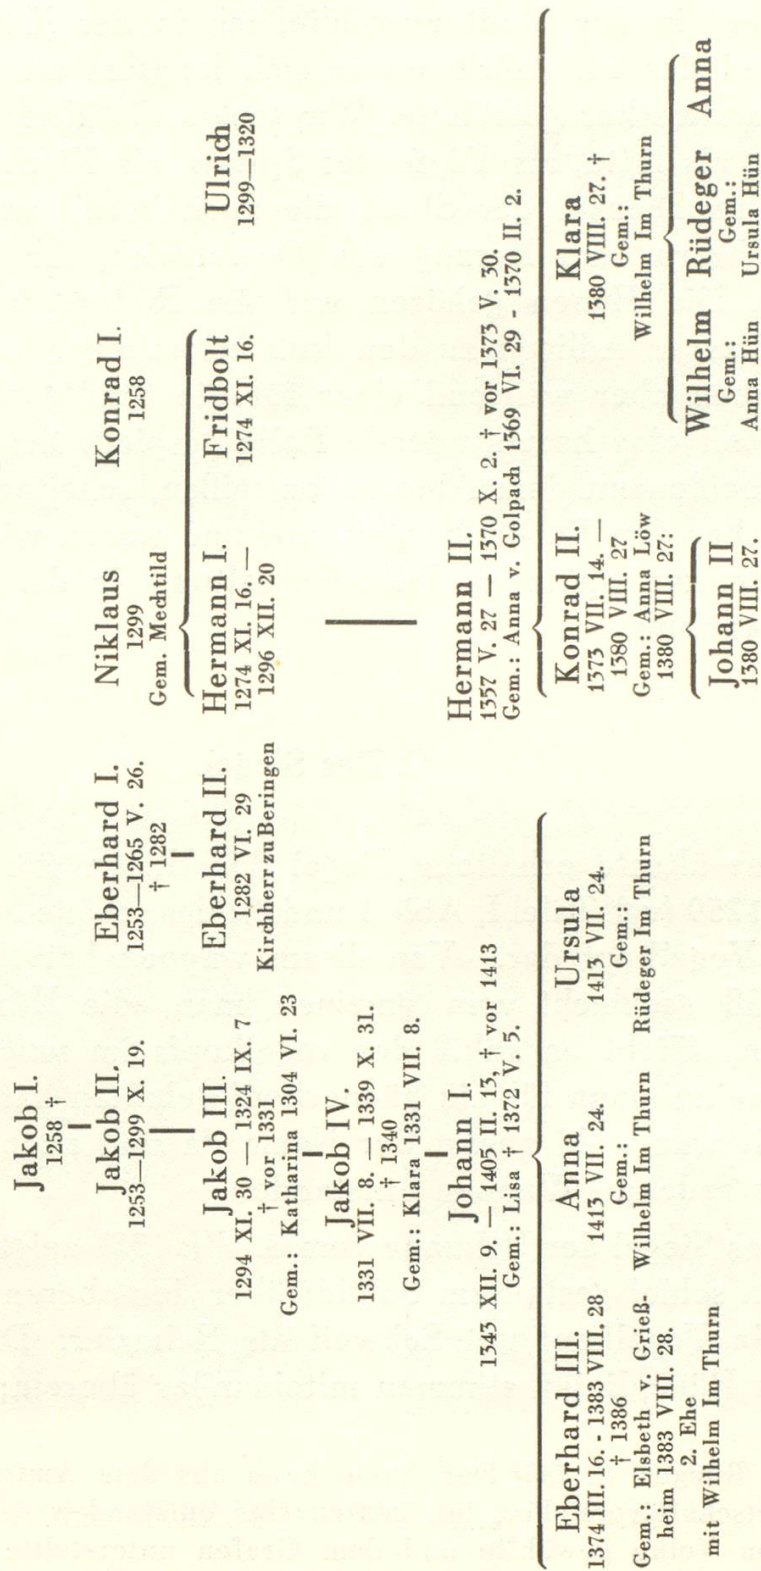 Jakob I.
1258 †
Jakob II.
1253—1299 X. 19.
Eberhard I.
1253—1265 V. 26.
† 1282
Niklaus
1299
Gem. Mechtild
Konrad I.
1258
Jakob III.
1294 XI. 30 — 1324 IX. 7
† vor 1331
Gem.: Katharina 1304 VI. 23
Eberhard II.
1282 VI. 29
Kirchherr zu Beringen
Hermann I.
1274 XI. 16. —
1296 XII. 20
Fridbolt
1274 XI. 16.
Ulrich
1299—1320
Jakob IV.
1331 VII. 8. — 1339 X. 31.
† 1340
Gem.: Klara 1331 VII. 8.
Johann I.
1345 XII. 9. — 1405 II. 15, † vor 1413
Gem.: Lisa † 1372 V. 5.
Hermann II.
1357 V. 27 — 1370 X. 2. † vor 1373 V. 30.
Gem.: Anna v. Golpach 1369 VI. 29 - 1370 II. 2.
Eberhard III.
1374 III. 16. - 1383 VIII. 28
† 1386
Gem.: Elsbeth v. Grieß-
heim 1383 VIII. 28.
2. Ehe
mit Wilhelm Im Thurn
Anna
1413 VII. 24.
Gem.:
Wilhelm Im Thurn
Ursula
1413 VII. 24.
Gem.:
Rüdeger Im Thurn
Konrad II.
1373 VII. 14. —
1380 VIII. 27
Gem.: Anna Löw
1380 VIII. 27:
Johann II
1380 VIII. 27.
Klara
1380 VIII. 27. †
Gem.:
Wilhelm Im Thurn
Wilhelm Rüdeger Anna
Gem.: Gem.:
Anna Hün Ursula Hün